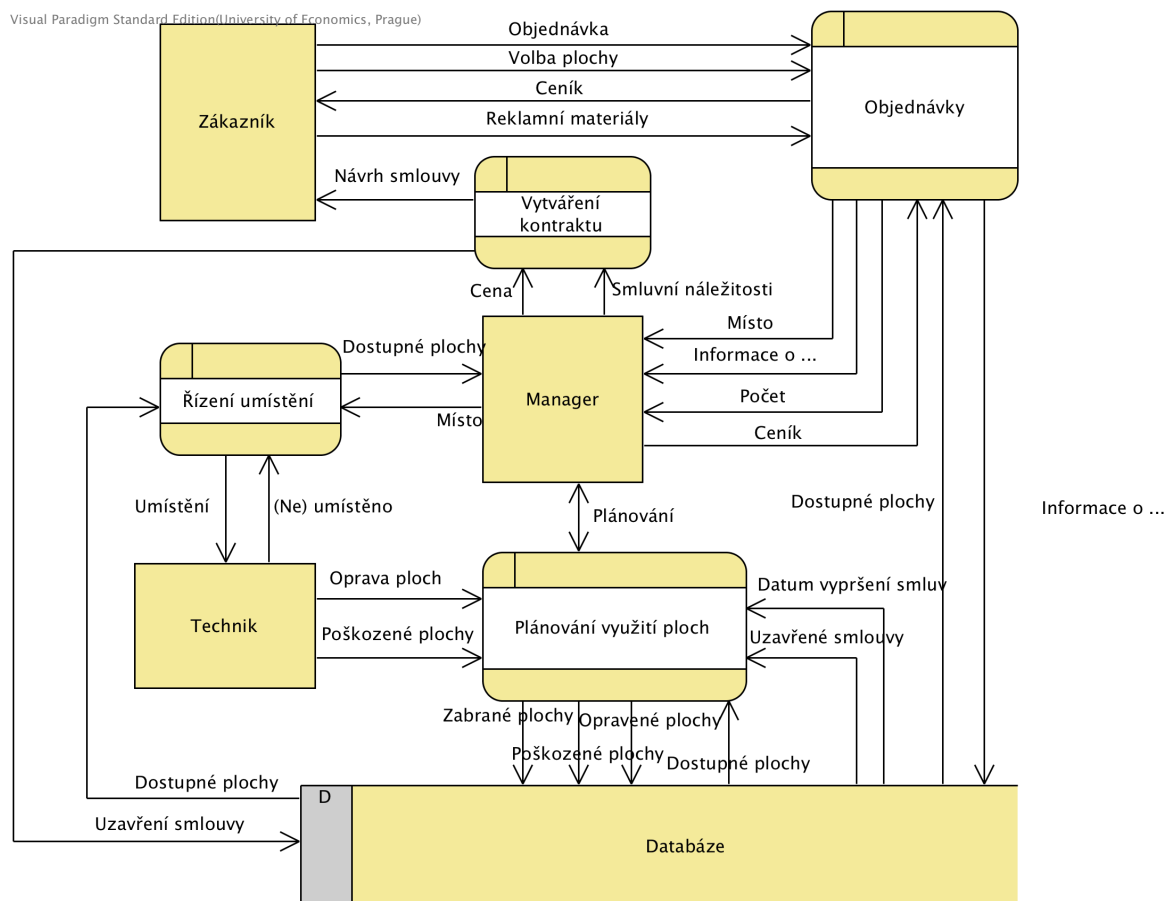 Visual Paradigm Standard Edition(University of Economics, Prague)
Objednávka
Volba plochy
Ceník
Reklamní materiály
Zákazník
Objednávky
Návrh smlouvy
Vytváření
kontraktu
Cena
Smluvní náležitosti
Místo
Informace o ...
Počet
Ceník
Dostupné plochy
Řízení umístění
Manager
Místo
Umístění
(Ne) umístěno
Plánování
Dostupné plochy
Informace o ...
Oprava ploch
Technik
Poškozené plochy
Plánování využití ploch
Datum vypršení smluv
Uzavřené smlouvy
Zabrané plochy
Opravené plochy
Poškozené plochy
Dostupné plochy
Dostupné plochy
D
Uzavření smlouvy
Databáze